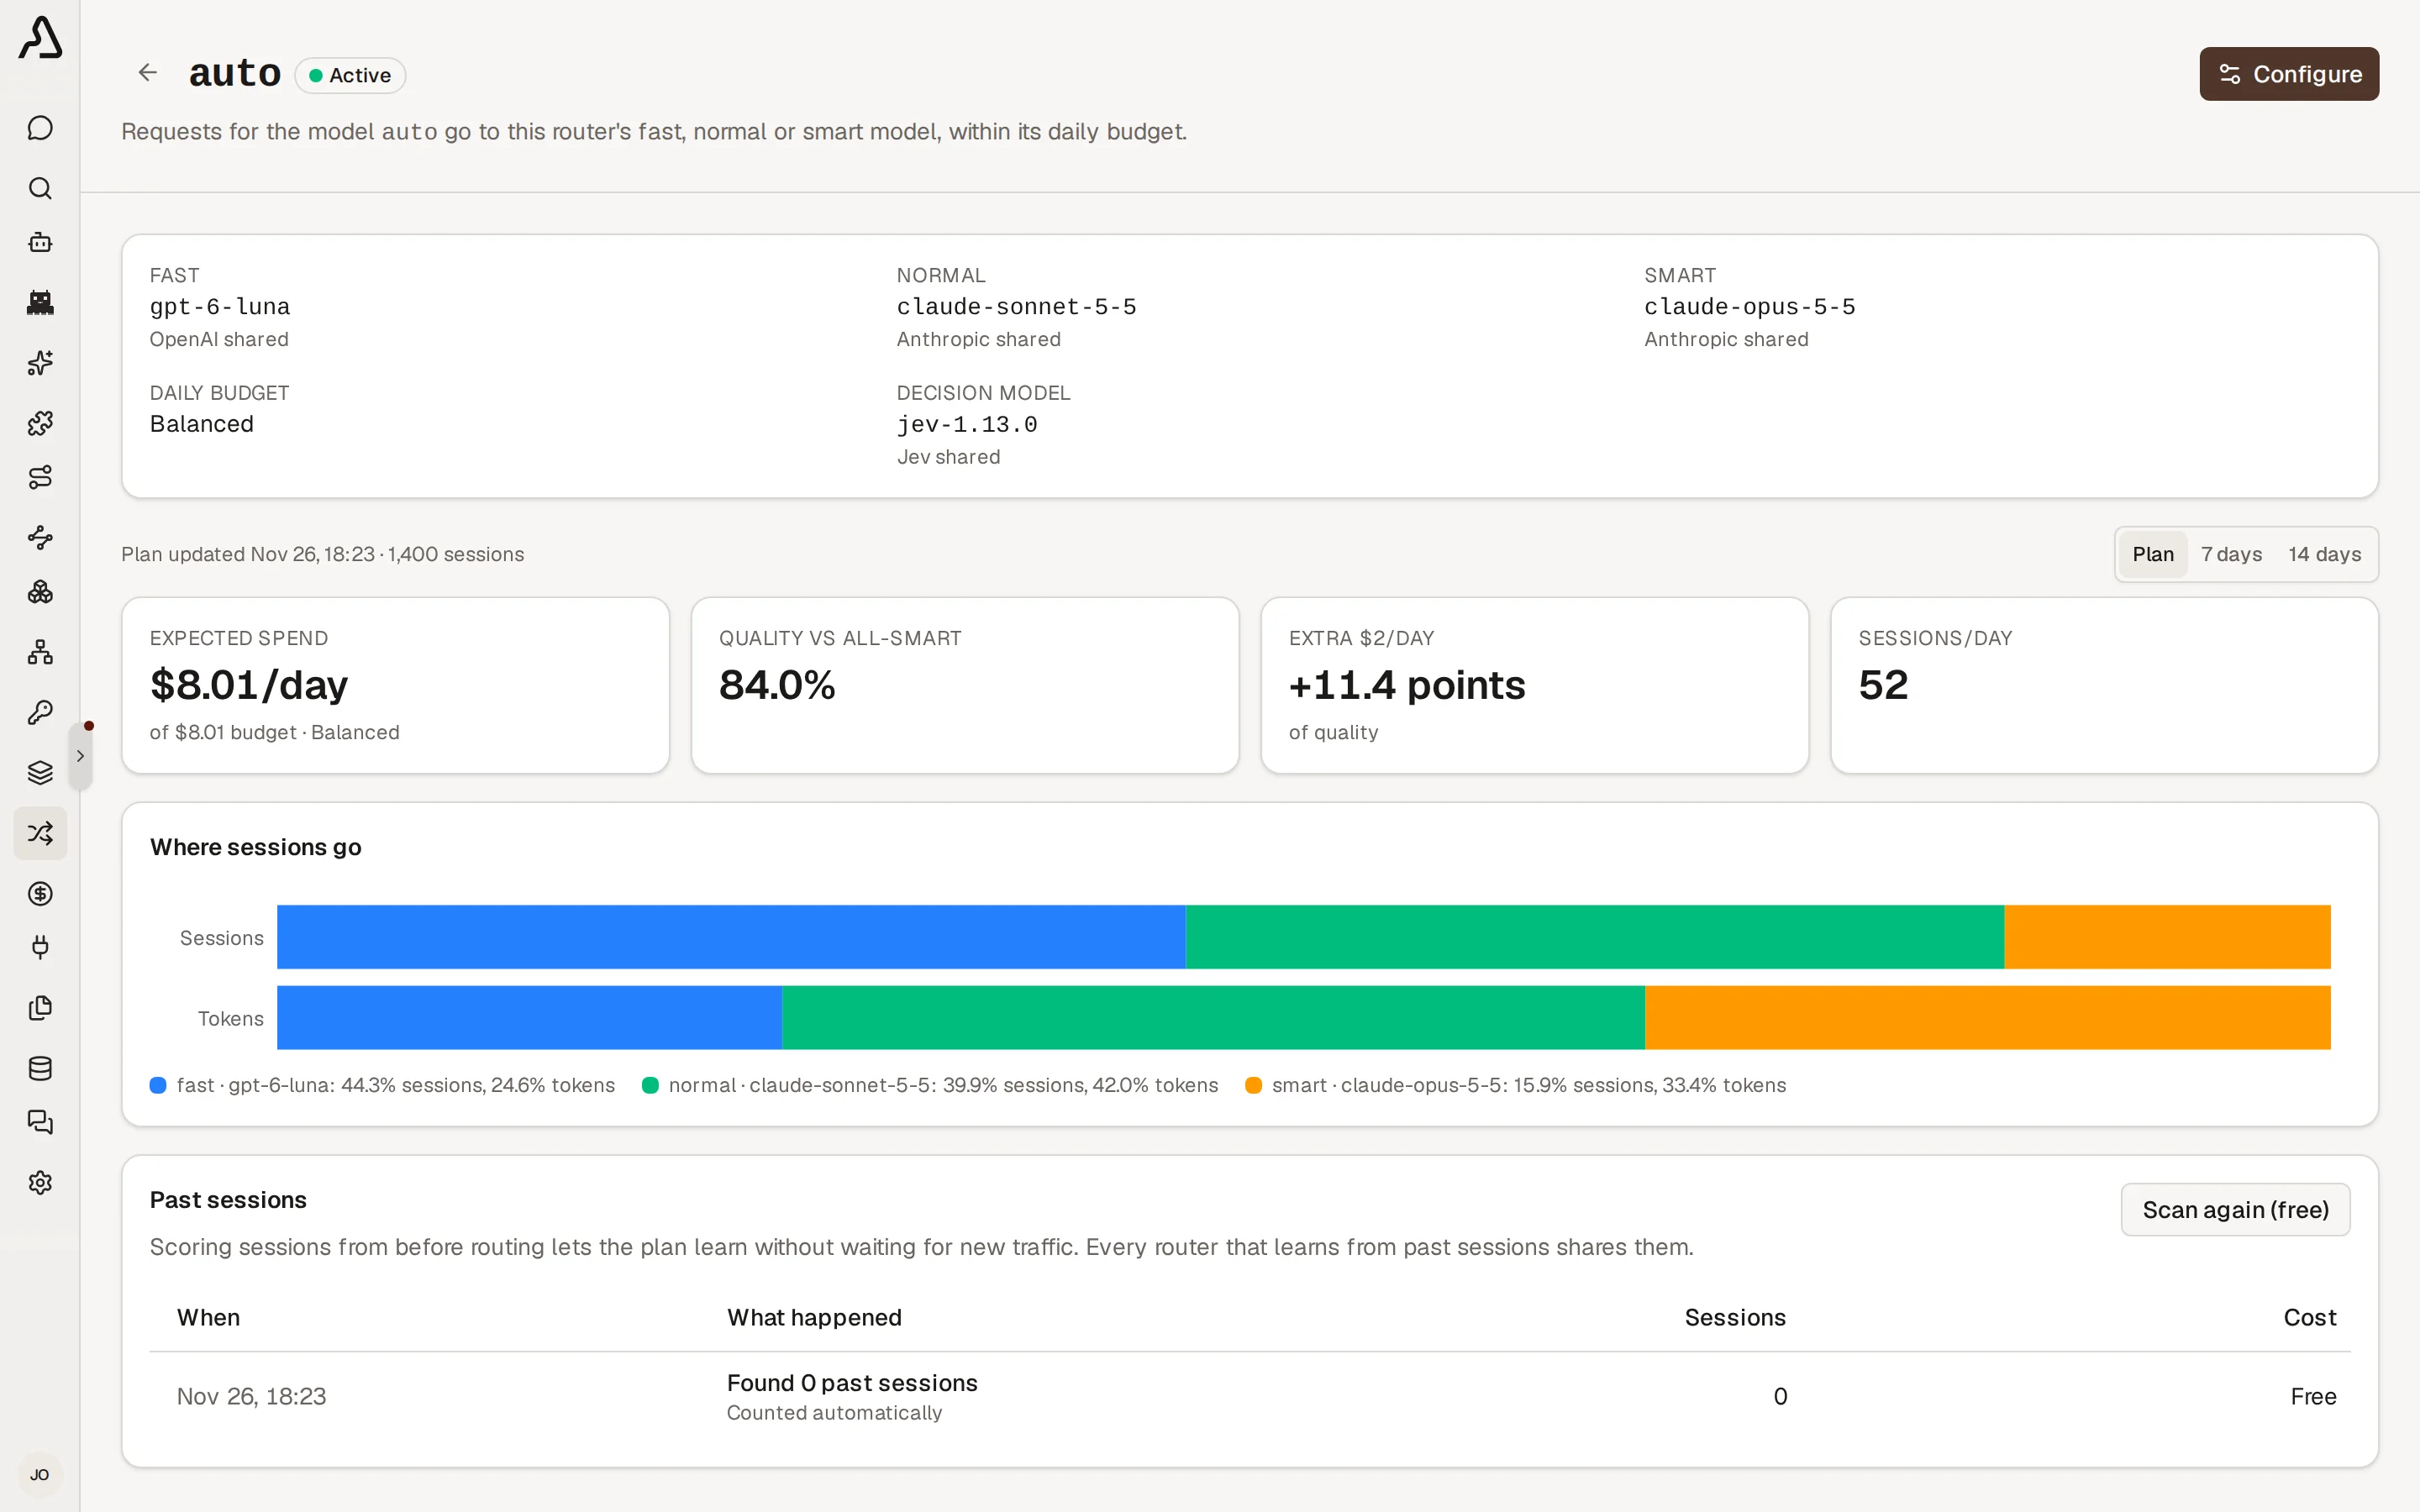 auto
Active
Configure
Requests for the model auto go to this router's fast, normal or smart model, within its daily budget.
FAST
gpt-6-luna
OpenAI shared
NORMAL
claude-sonnet-5-5
Anthropic shared
SMART
claude-opus-5-5
Anthropic shared
DAILY BUDGET
Balanced
DECISION MODEL
jev-1.13.0
Jev shared
Plan updated Nov 26, 18:23 · 1,400 sessions
Plan
7 days
14 days
EXPECTED SPEND
$8.01/day
of $8.01 budget · Balanced
QUALITY VS ALL-SMART
84.0%
EXTRA $2/DAY
+11.4 points
of quality
SESSIONS/DAY
52
Where sessions go
Sessions
Tokens
fast · gpt-6-luna: 44.3% sessions, 24.6% tokens
normal · claude-sonnet-5-5: 39.9% sessions, 42.0% tokens
smart · claude-opus-5-5: 15.9% sessions, 33.4% tokens
Past sessions
Scan again (free)
Scoring sessions from before routing lets the plan learn without waiting for new traffic. Every router that learns from past sessions shares them.
When
What happened
Sessions
Cost
Nov 26, 18:23
Found 0 past sessions
Counted automatically
0
Free
JO